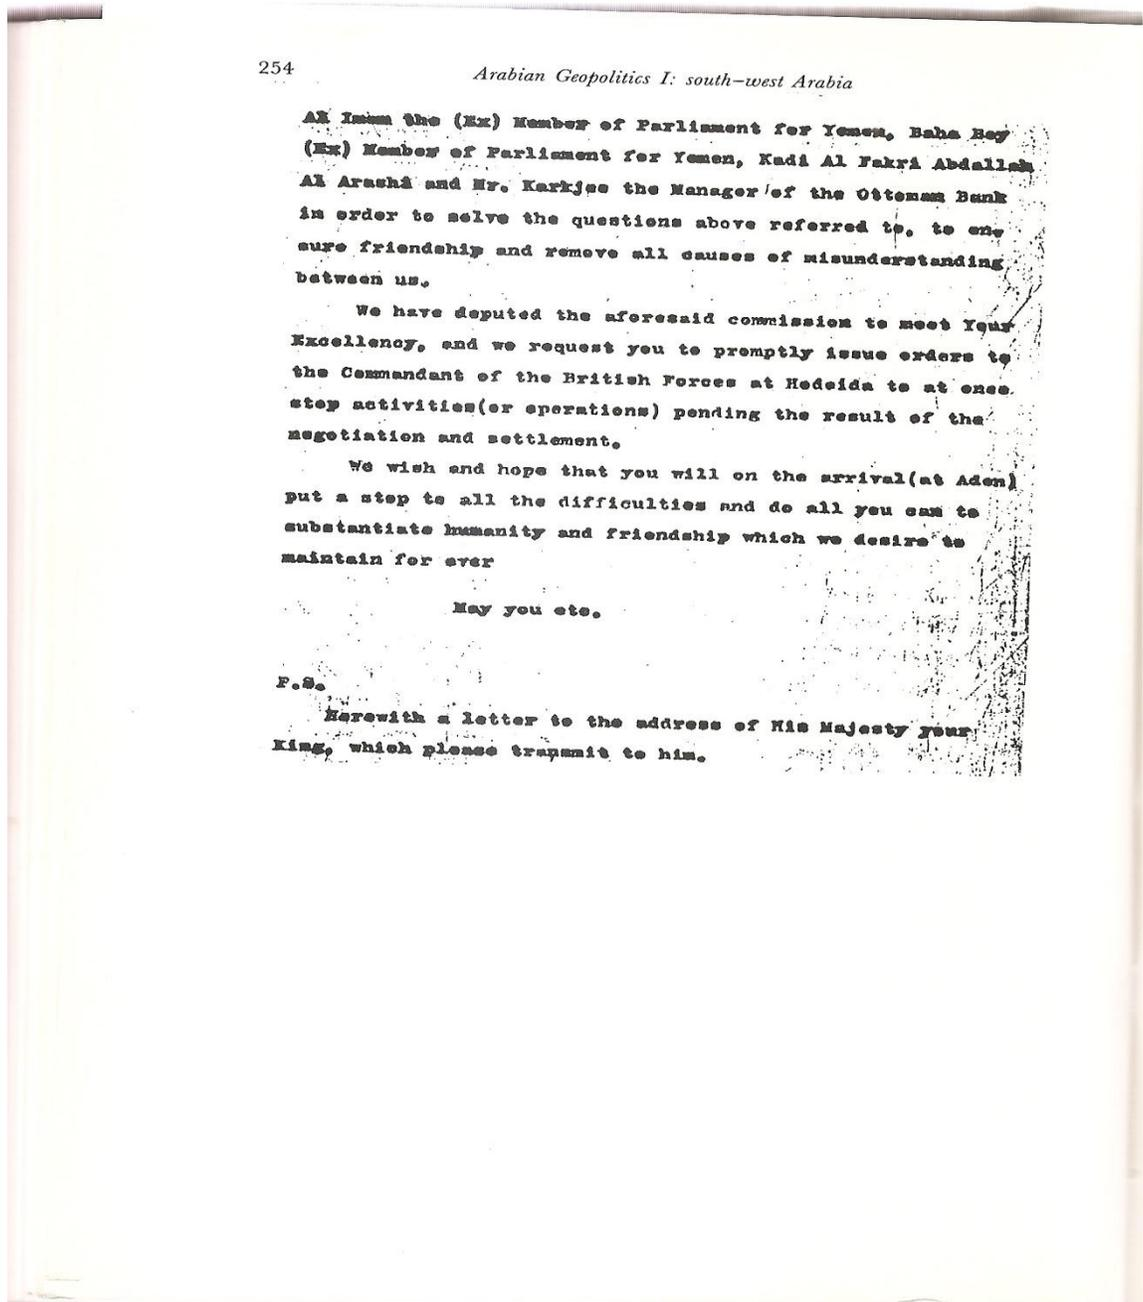 254
Arabian Geopolitics I: south-west Arabia
Al Imam the (Ex) Member of Parliament for Yemen, Baha Bey
(Ex) Member of Parliament for Yemen, Kadi Al Fakri Abdallah
Al Arashi and Mr. Karkjee the Manager of the Ottoman Bank
in order to solve the questions above referred to, to en-
sure friendship and remove all causes of misunderstanding
between us.
We have deputed the aforesaid commission to meet Your
Excellency, and we request you to promptly issue orders to
the Commandant of the British Forces at Hodeida to at once
stop activities(or operations) pending the result of the
negotiation and settlement.
We wish and hope that you will on the arrival(at Aden)
put a stop to all the difficulties and do all you can to
substantiate humanity and friendship which we desire to
maintain for ever
May you etc.
P.S.
Herewith a letter to the address of His Majesty your
King, which please transmit to him.